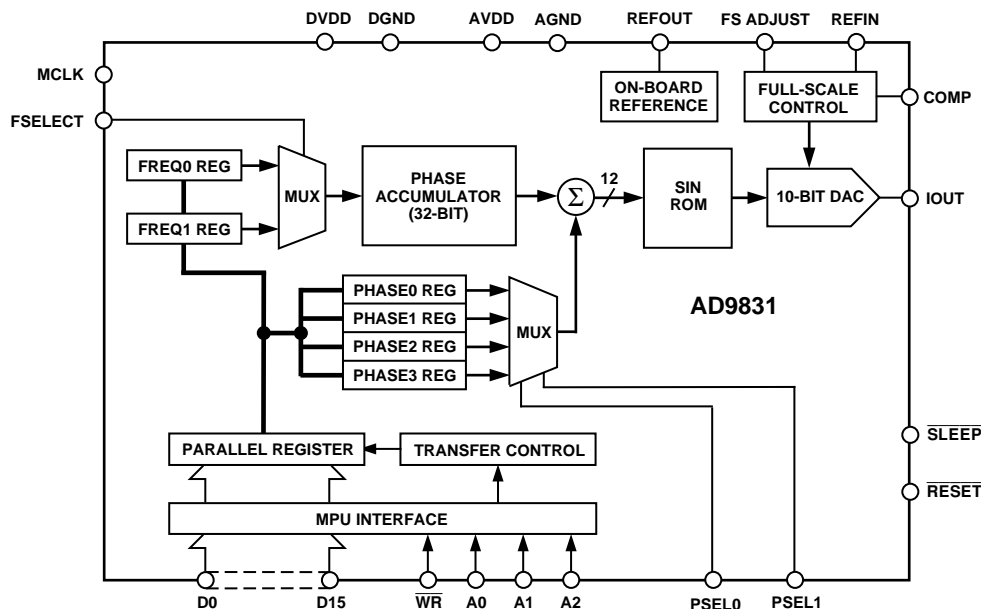 DVDD DGND AVDD AGND REFOUT FS ADJUST REFIN
MCLK
FSELECT
ON-BOARD
REFERENCE
FULL-SCALE
CONTROL
COMP
FREQ0 REG
FREQ1 REG
MUX
PHASE
ACCUMULATOR
(32-BIT)
Σ
12
SIN
ROM
10-BIT DAC
IOUT
PHASE0 REG
PHASE1 REG
PHASE2 REG
PHASE3 REG
MUX
AD9831
SLEEP
RESET
PARALLEL REGISTER
TRANSFER CONTROL
MPU INTERFACE
D0 D15 WR A0 A1 A2 PSEL0 PSEL1